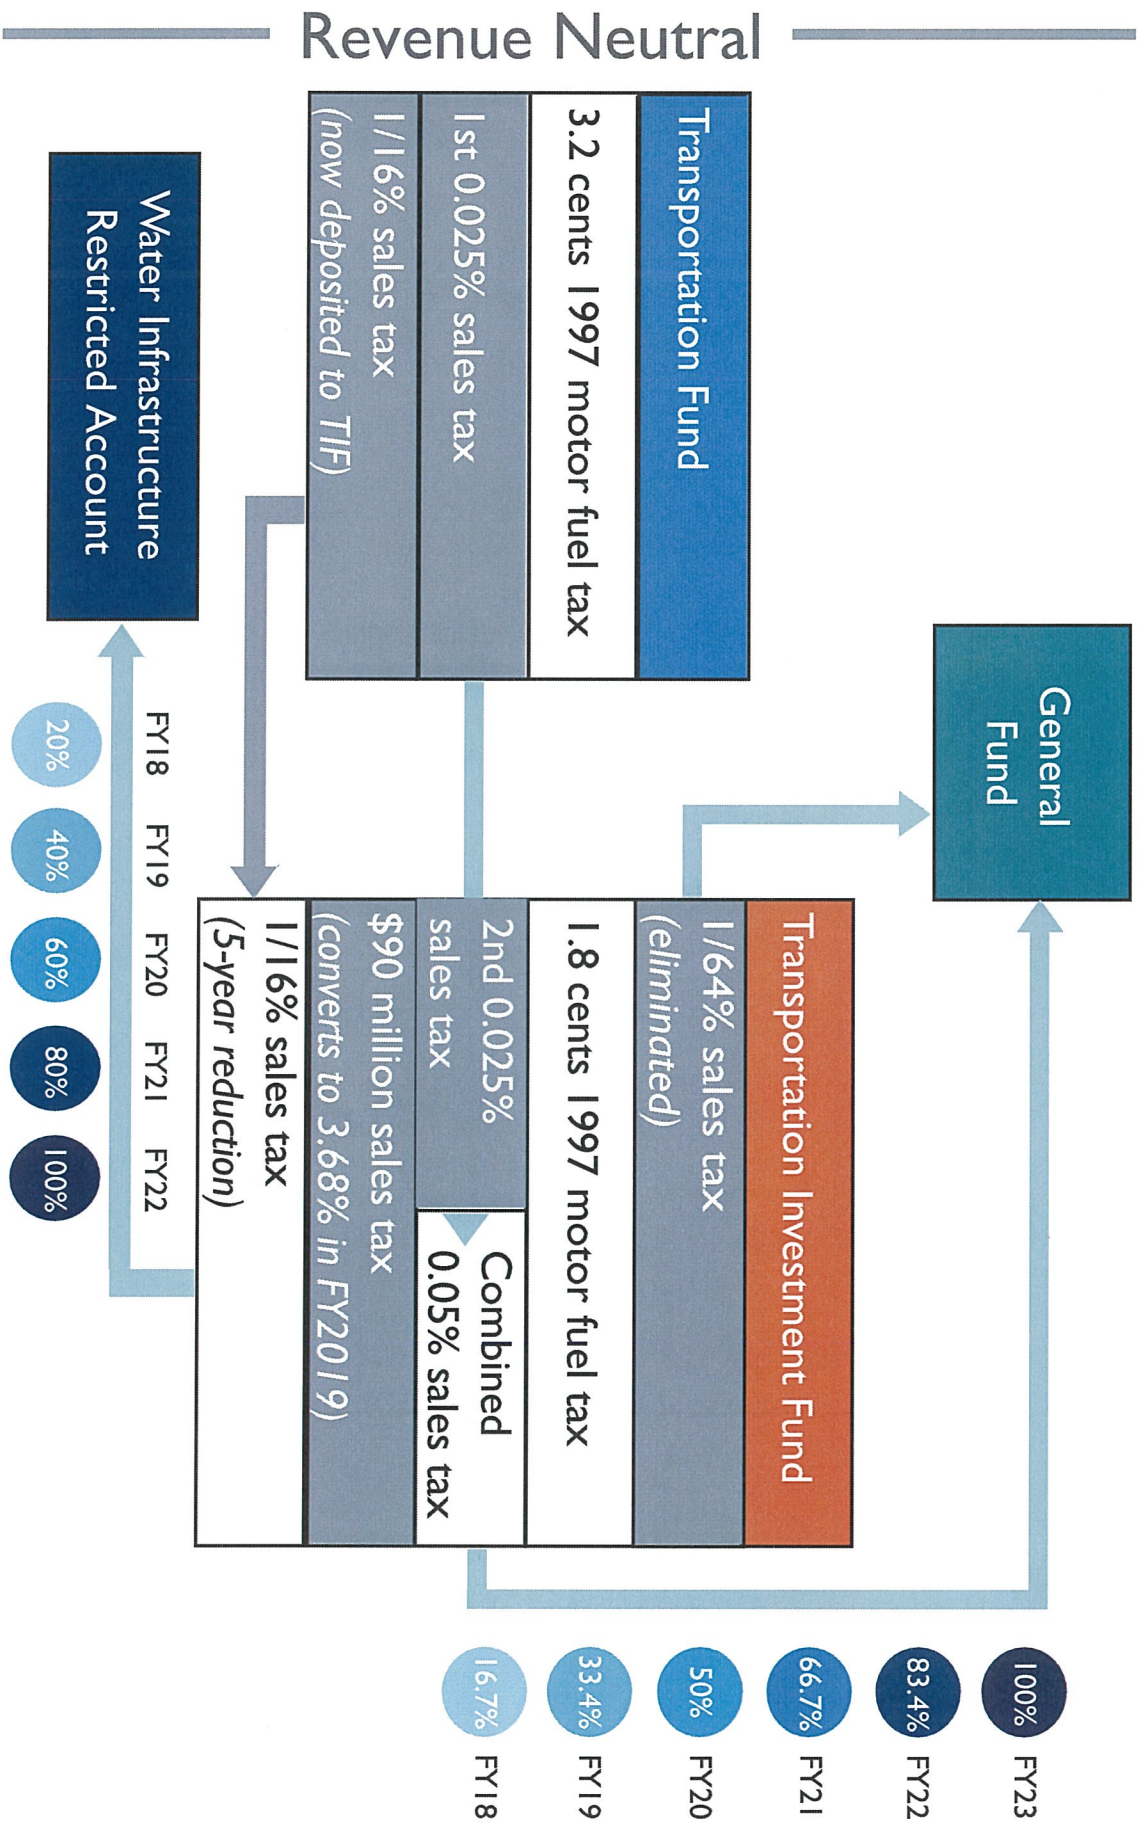 Revenue Neutral
General
Fund
Transportation Fund
3.2 cents 1997 motor fuel tax
1st 0.025% sales tax
1/16% sales tax
(now deposited to TIF)
Transportation Investment Fund
1/64% sales tax
(eliminated)
1.8 cents 1997 motor fuel tax
2nd 0.025%
sales tax
Combined
0.05% sales tax
$90 million sales tax
(converts to 3.68% in FY2019)
1/16% sales tax
(5-year reduction)
100% FY23
83.4% FY22
66.7% FY21
50% FY20
33.4% FY19
16.7% FY18
Water Infrastructure
Restricted Account
FY18 FY19 FY20 FY21 FY22
20% 40% 60% 80% 100%